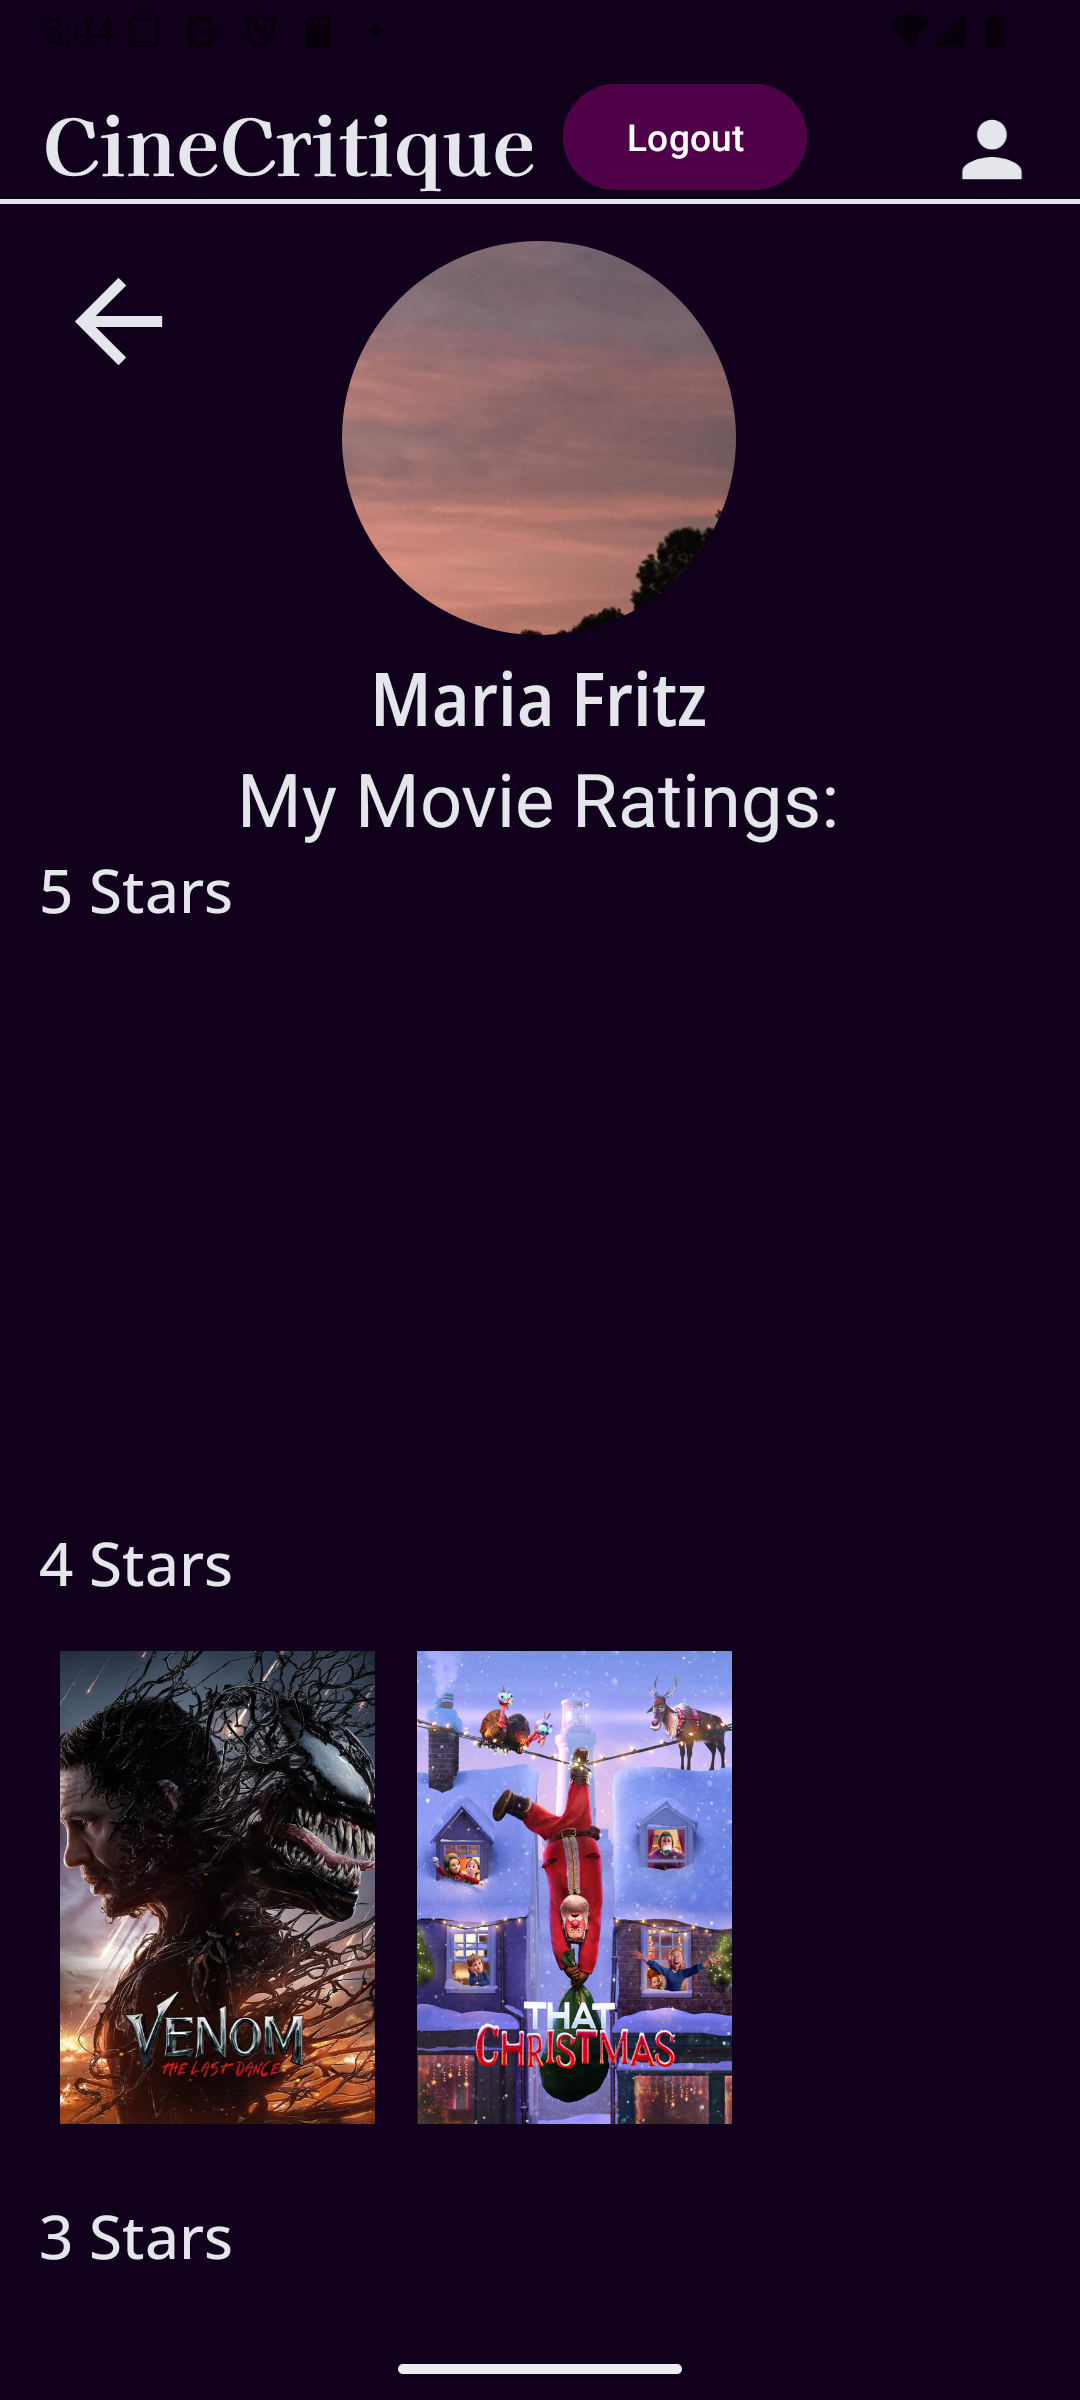 8:44
CineCritique
Logout
Maria Fritz
My Movie Ratings:
5 Stars
4 Stars
VENOM
THE LAST DANCE
THAT
CHRISTMAS
3 Stars